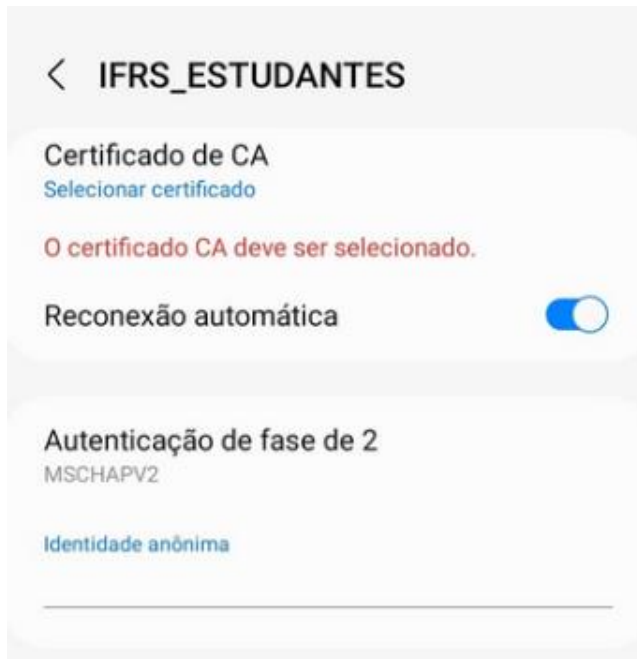 IFRS_ESTUDANTES
Certificado de CA
Selecionar certificado
O certificado CA deve ser selecionado.
Reconexão automática
Autenticação de fase de 2
MSCHAPV2
Identidade anônima